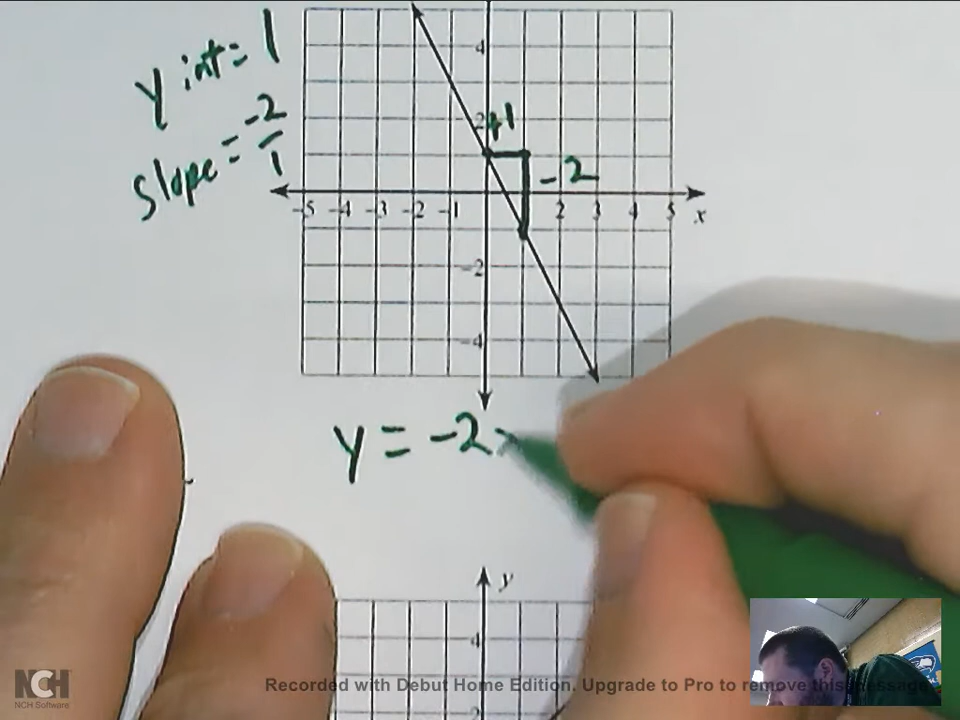 y int = 1
slope = -2/1
4
2
+1
-2
-5 -4 -3 -2 -1 2 3 4 5 x
-2
-4
y = -2x
y
4
2
NCH
NCH Software
Recorded with Debut Home Edition. Upgrade to Pro to remove this message